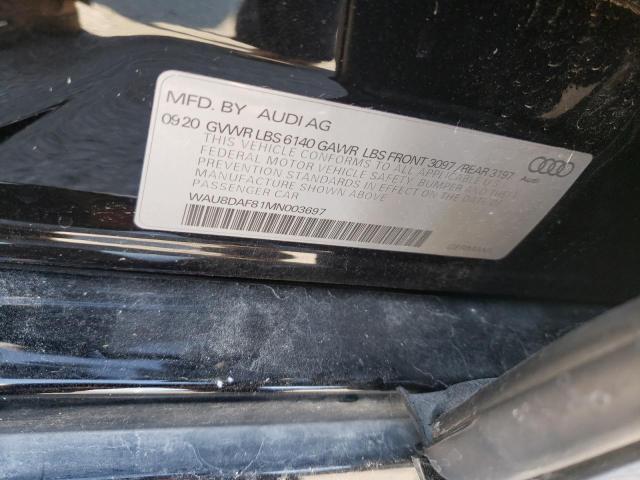 MFD. BY AUDI AG
09 20 GVWR LBS 6140 GAWR LBS FRONT 3097 / REAR 3197
THIS VEHICLE CONFORMS TO ALL APPLICABLE U.S.
FEDERAL MOTOR VEHICLE SAFETY, BUMPER AND THEFT
PREVENTION STANDARDS IN EFFECT ON THE DATE OF
MANUFACTURE SHOWN ABOVE.
PASSENGER CAR
WAU8DAF81MN003697
Audi
GERMANY